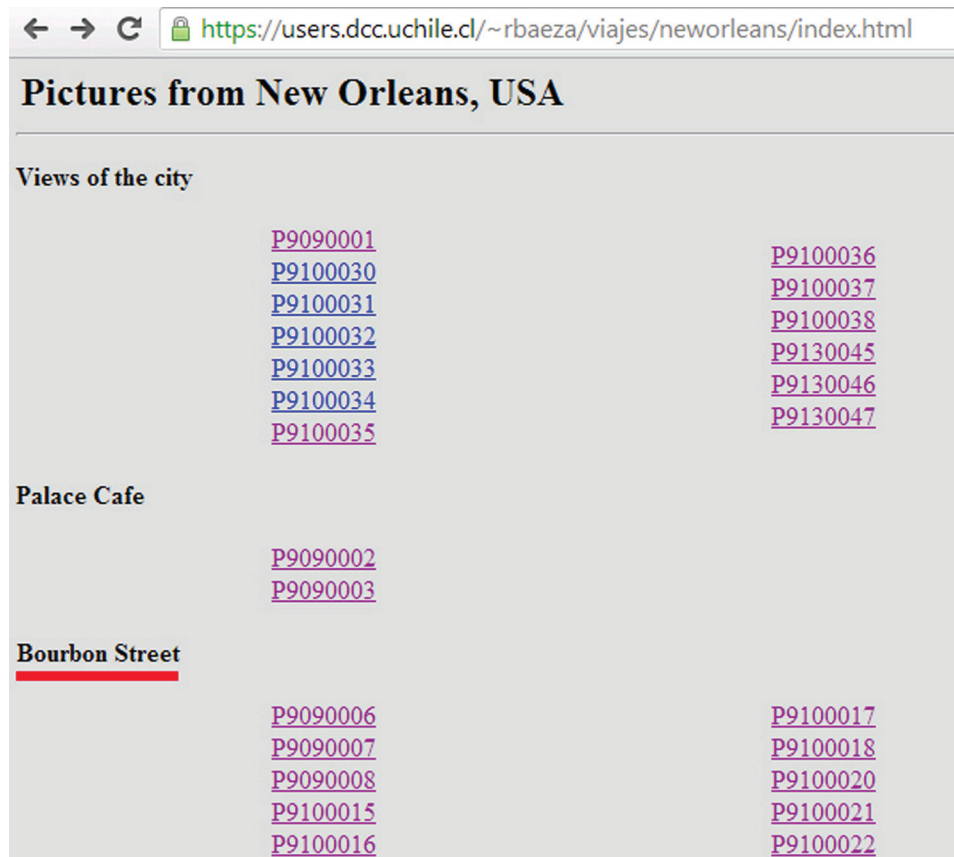 https://users.dcc.uchile.cl/~rbaeza/viajes/neworleans/index.html
Pictures from New Orleans, USA
Views of the city
P9090001
P9100030
P9100031
P9100032
P9100033
P9100034
P9100035
P9100036
P9100037
P9100038
P9130045
P9130046
P9130047
Palace Cafe
P9090002
P9090003
Bourbon Street
P9090006
P9090007
P9090008
P9100015
P9100016
P9100017
P9100018
P9100020
P9100021
P9100022